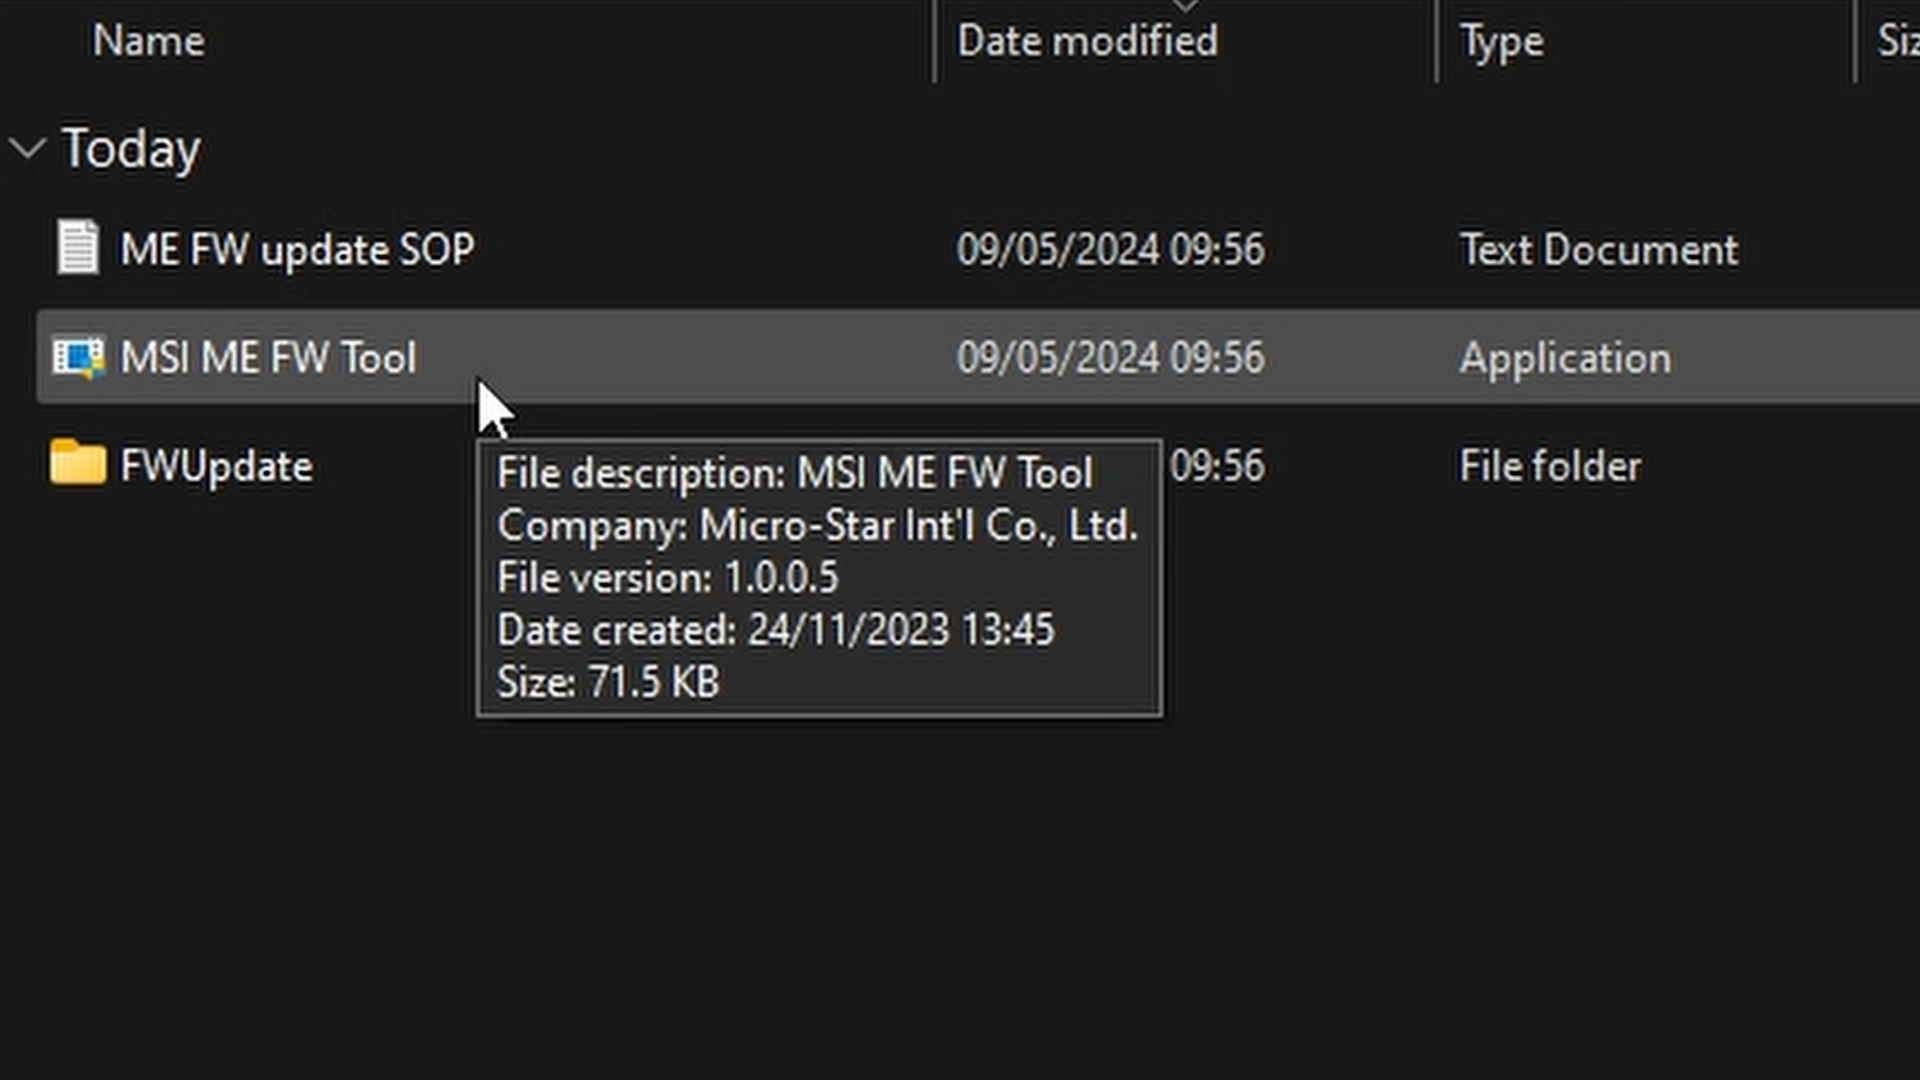 Name Date modified Type Siz
Today
ME FW update SOP 09/05/2024 09:56 Text Document
MSI ME FW Tool 09/05/2024 09:56 Application
FWUpdate 09:56 File folder
File description: MSI ME FW Tool
Company: Micro-Star Int'l Co., Ltd.
File version: 1.0.0.5
Date created: 24/11/2023 13:45
Size: 71.5 KB